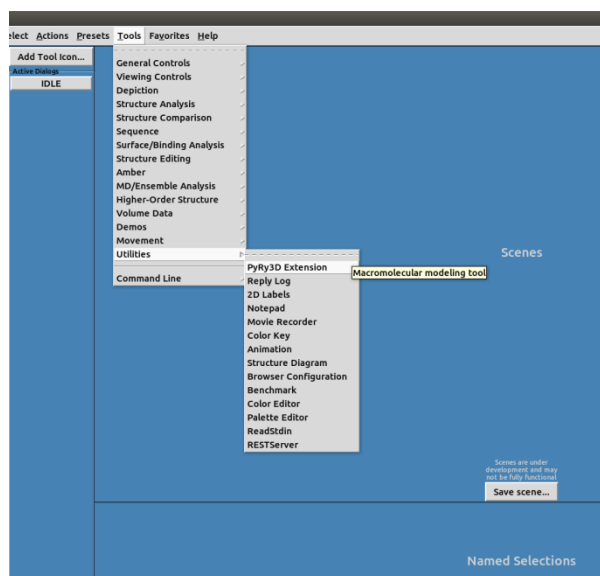 elect Actions Presets Tools Favorites Help
Add Tool Icon...
Active Dialogs
IDLE
General Controls
Viewing Controls
Depiction
Structure Analysis
Structure Comparison
Sequence
Surface/Binding Analysis
Structure Editing
Amber
MD/Ensemble Analysis
Higher-Order Structure
Volume Data
Demos
Movement
Utilities
Command Line
PyRy3D Extension
Macromolecular modeling tool
Reply Log
2D Labels
Notepad
Movie Recorder
Color Key
Animation
Structure Diagram
Browser Configuration
Benchmark
Color Editor
Palette Editor
ReadStdin
RESTServer
Scenes
Scenes are under
development and may
not be fully functional
Save scene...
Named Selections